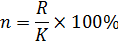 n = R/K × 100%